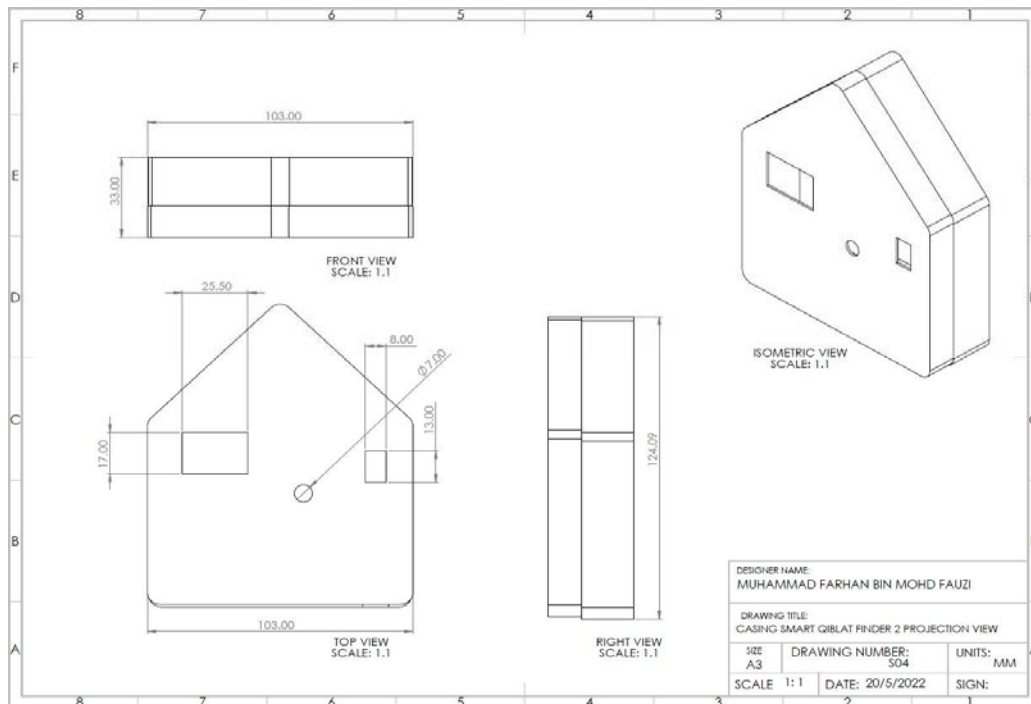 8 7 6 5 4 3 2 1
F
E
D
C
B
A
103.00
33.00
FRONT VIEW
SCALE: 1.1
25.50
8.00
Ø7.00
13.00
17.00
103.00
TOP VIEW
SCALE: 1.1
124.09
RIGHT VIEW
SCALE: 1.1
ISOMETRIC VIEW
SCALE: 1.1
DESIGNER NAME:
MUHAMMAD FARHAN BIN MOHD FAUZI
DRAWING TITLE:
CASING SMART QIBLAT FINDER 2 PROJECTION VIEW
SIZE
A3
DRAWING NUMBER:
S04
UNITS:
MM
SCALE 1:1
DATE: 20/5/2022
SIGN:
8 7 6 5 4 3 2 1